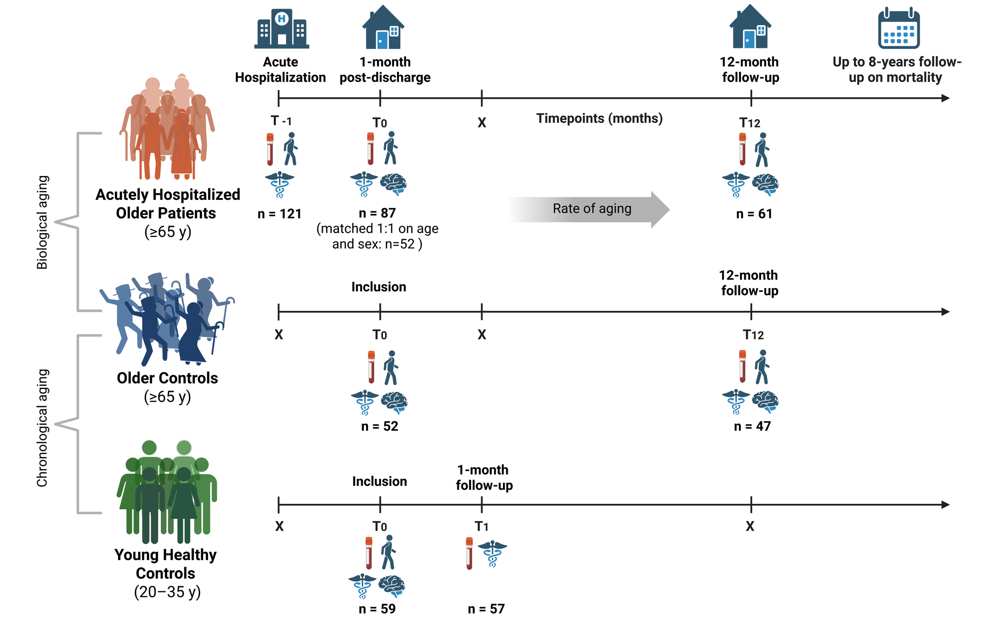 H
Acute
Hospitalization
1-month
post-discharge
12-month
follow-up
Up to 8-years follow-
up on mortality
T -1
T0
X
Timepoints (months)
T12
Biological aging
Acutely Hospitalized
Older Patients
(≥65 y)
n = 121
n = 87
(matched 1:1 on age
and sex: n=52 )
Rate of aging
n = 61
Inclusion
12-month
follow-up
X
T0
X
T12
Older Controls
(≥65 y)
n = 52
n = 47
Chronological aging
Inclusion
1-month
follow-up
X
T0
T1
X
Young Healthy
Controls
(20–35 y)
n = 59
n = 57